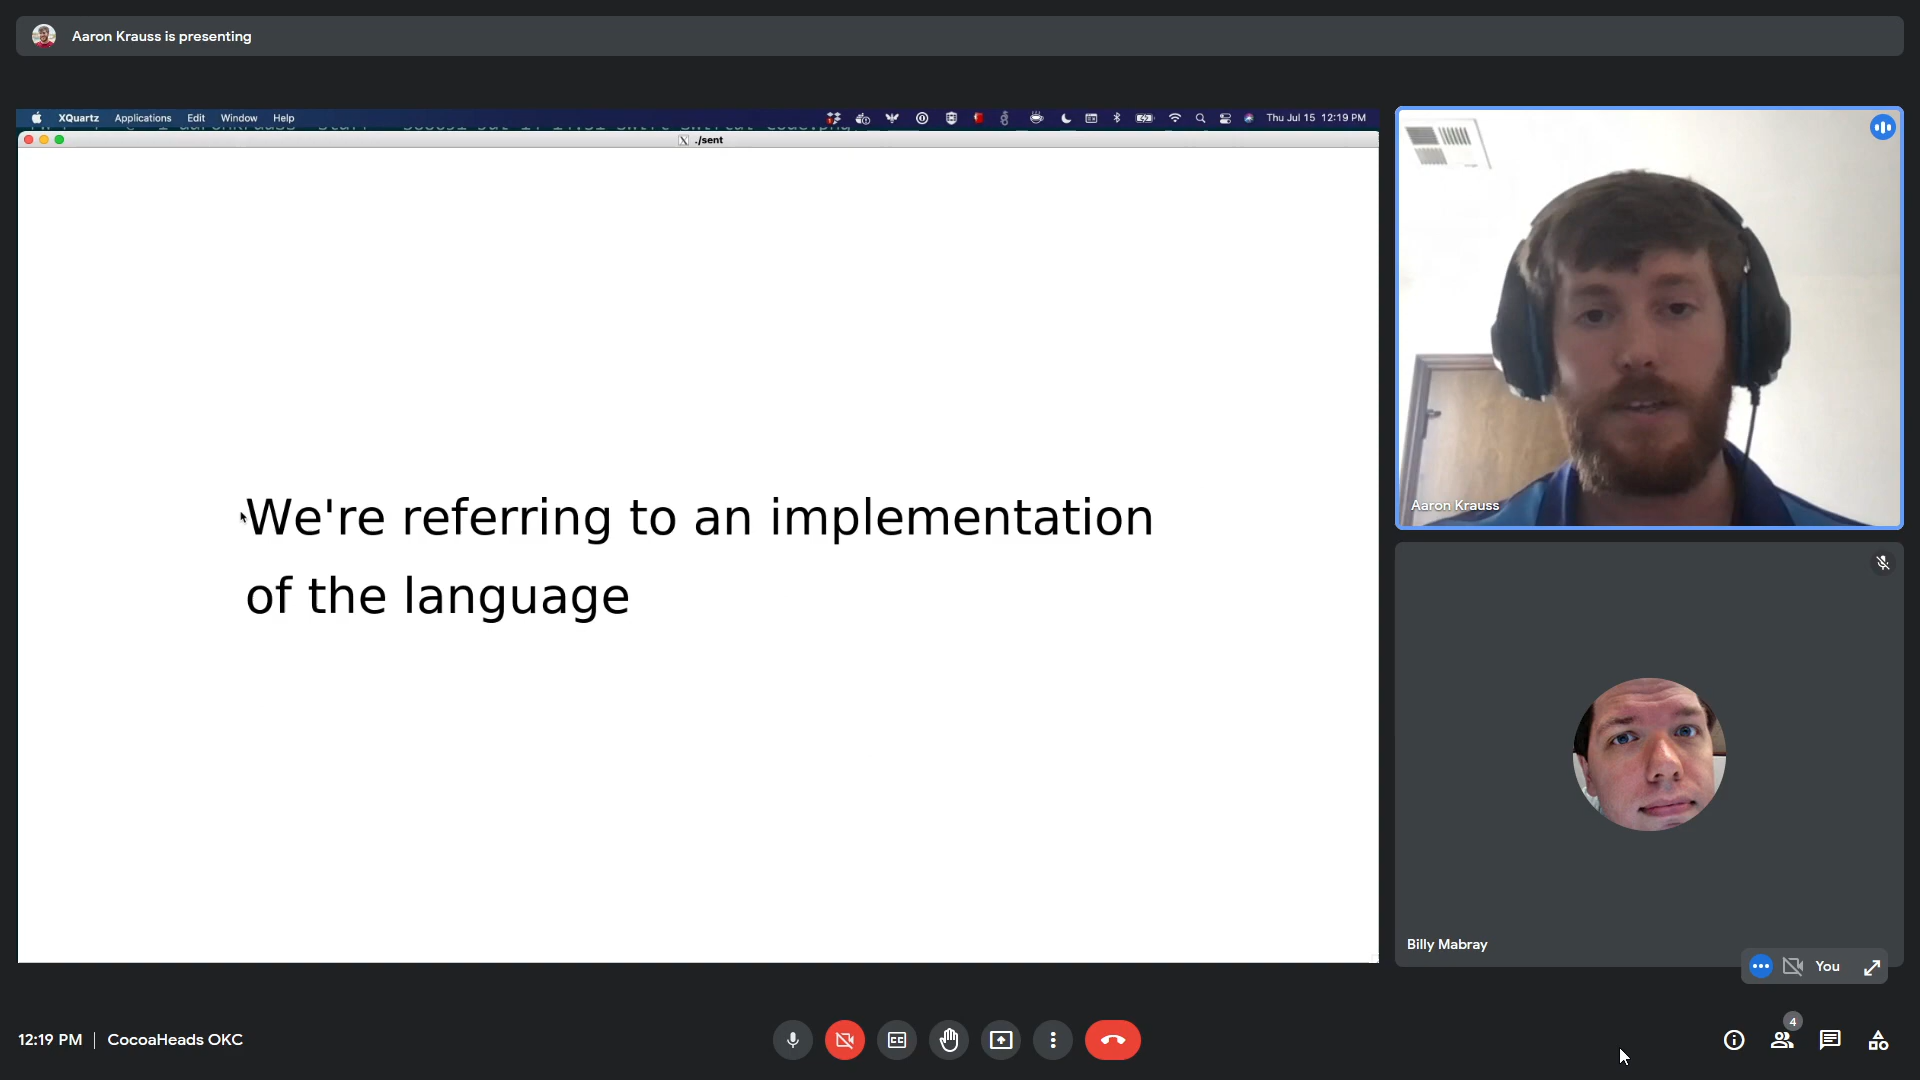 Aaron Krauss is presenting
XQuartz Applications Edit Window Help
Thu Jul 15 12:19 PM
./sent
We're referring to an implementation
of the language
Aaron Krauss
Billy Mabray
You
12:19 PM | CocoaHeads OKC
4